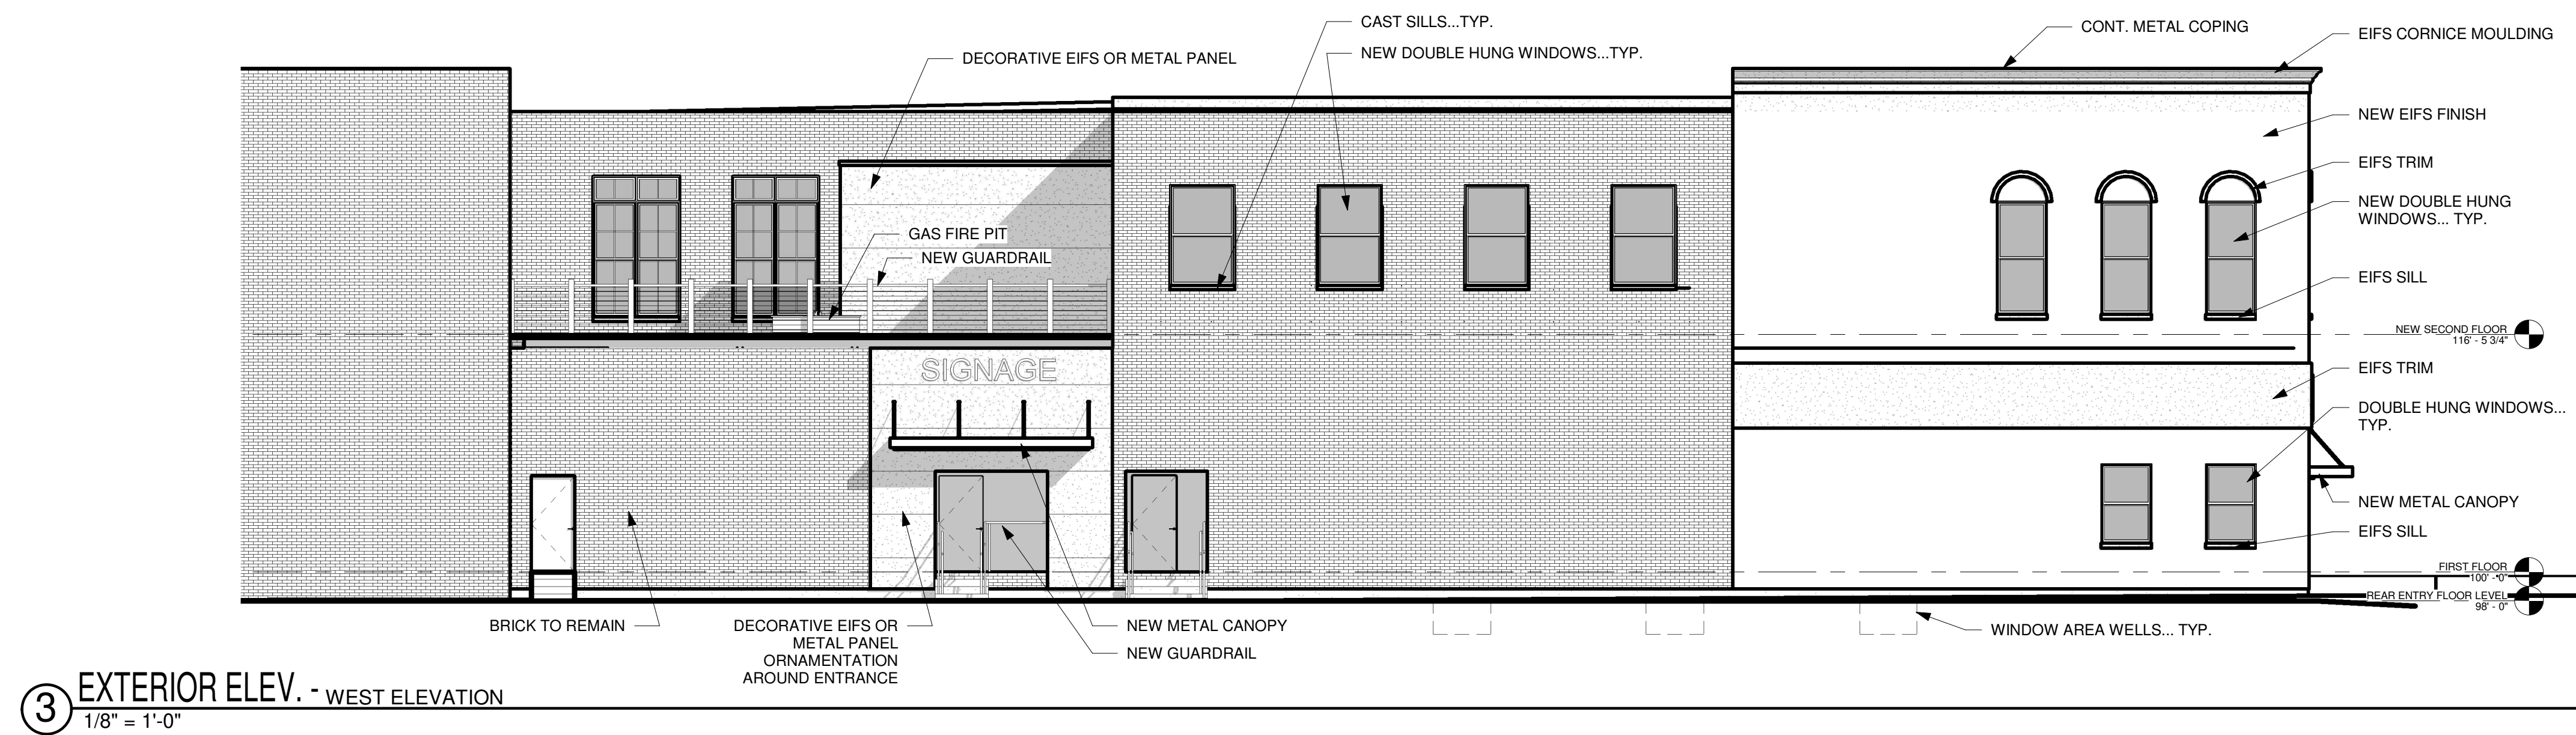 CAST SILLS...TYP.
CONT. METAL COPING
EIFS CORNICE MOULDING
DECORATIVE EIFS OR METAL PANEL
NEW DOUBLE HUNG WINDOWS...TYP.
NEW EIFS FINISH
EIFS TRIM
NEW DOUBLE HUNG
WINDOWS... TYP.
GAS FIRE PIT
NEW GUARDRAIL
EIFS SILL
NEW SECOND FLOOR
116' - 5 3/4"
SIGNAGE
EIFS TRIM
DOUBLE HUNG WINDOWS...
TYP.
NEW METAL CANOPY
EIFS SILL
FIRST FLOOR
100' - 0"
REAR ENTRY FLOOR LEVEL
98' - 0"
BRICK TO REMAIN
DECORATIVE EIFS OR
METAL PANEL
ORNAMENTATION
AROUND ENTRANCE
NEW METAL CANOPY
NEW GUARDRAIL
WINDOW AREA WELLS... TYP.
3
EXTERIOR ELEV. - WEST ELEVATION
1/8" = 1'-0"